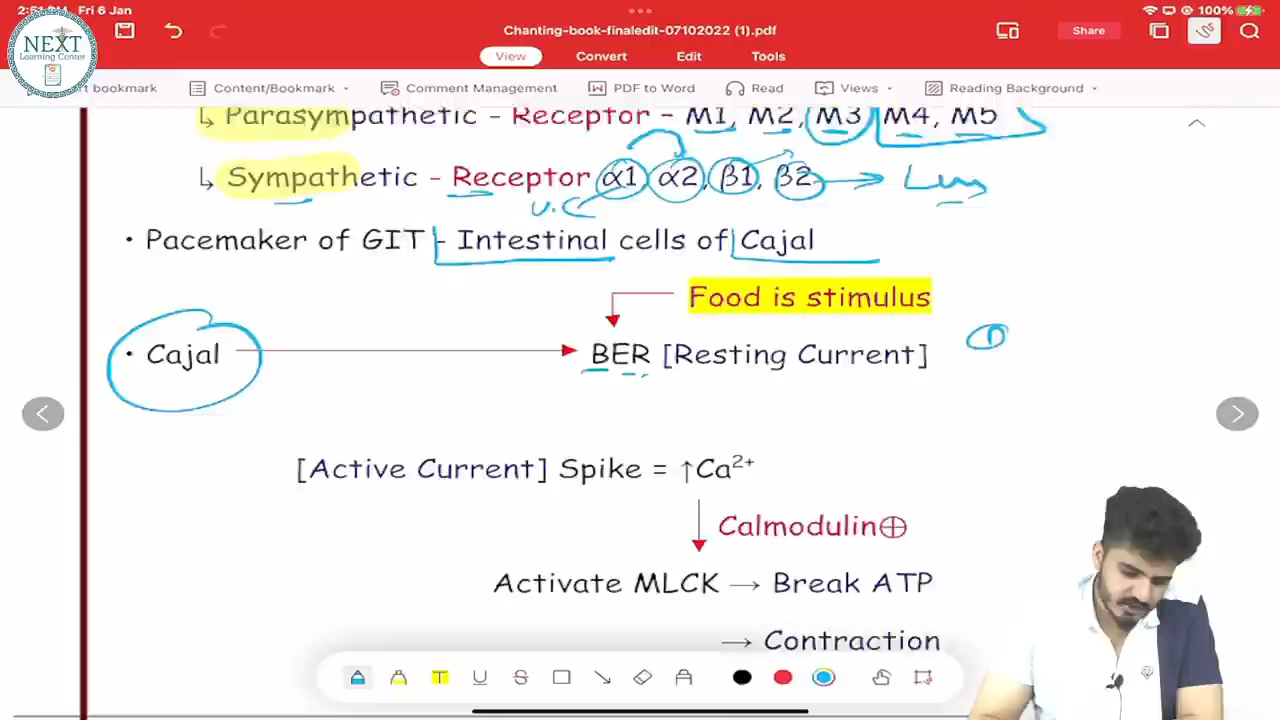 2:51 PM Fri 6 Jan
100%
NEXT
Learning Center
Chanting-book-finaledit-07102022 (1).pdf
Share
View Convert Edit Tools
bookmark Content/Bookmark Comment Management PDF to Word Read Views Reading Background
↳ Parasympathetic - Receptor - M1, M2, M3, M4, M5
↳ Sympathetic - Receptor α1, α2, β1, β2 → Lung
V.C
• Pacemaker of GIT - Intestinal cells of Cajal
Food is stimulus
• Cajal → BER [Resting Current] ①
[Active Current] Spike = ↑Ca²⁺
Calmodulin⊕
Activate MLCK → Break ATP
→ Contraction